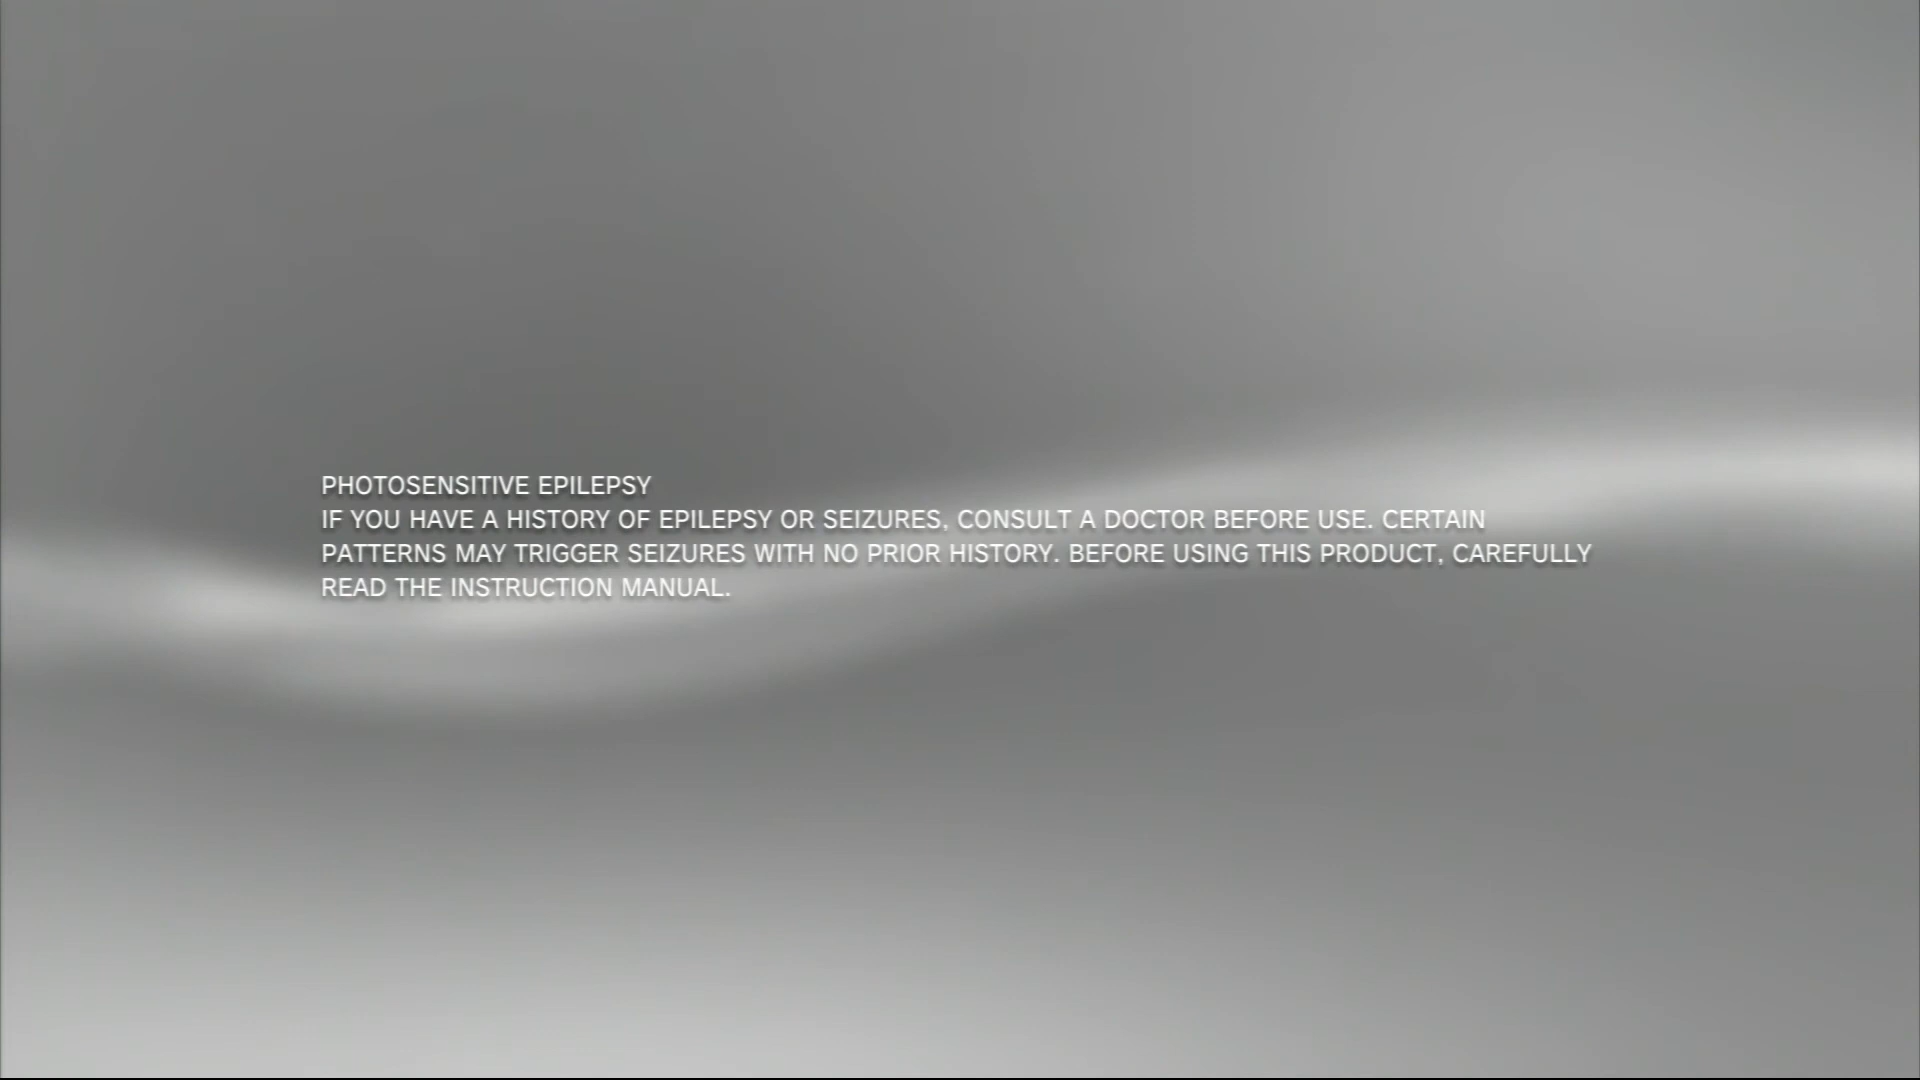 PHOTOSENSITIVE EPILEPSY
IF YOU HAVE A HISTORY OF EPILEPSY OR SEIZURES, CONSULT A DOCTOR BEFORE USE. CERTAIN
PATTERNS MAY TRIGGER SEIZURES WITH NO PRIOR HISTORY. BEFORE USING THIS PRODUCT, CAREFULLY
READ THE INSTRUCTION MANUAL.